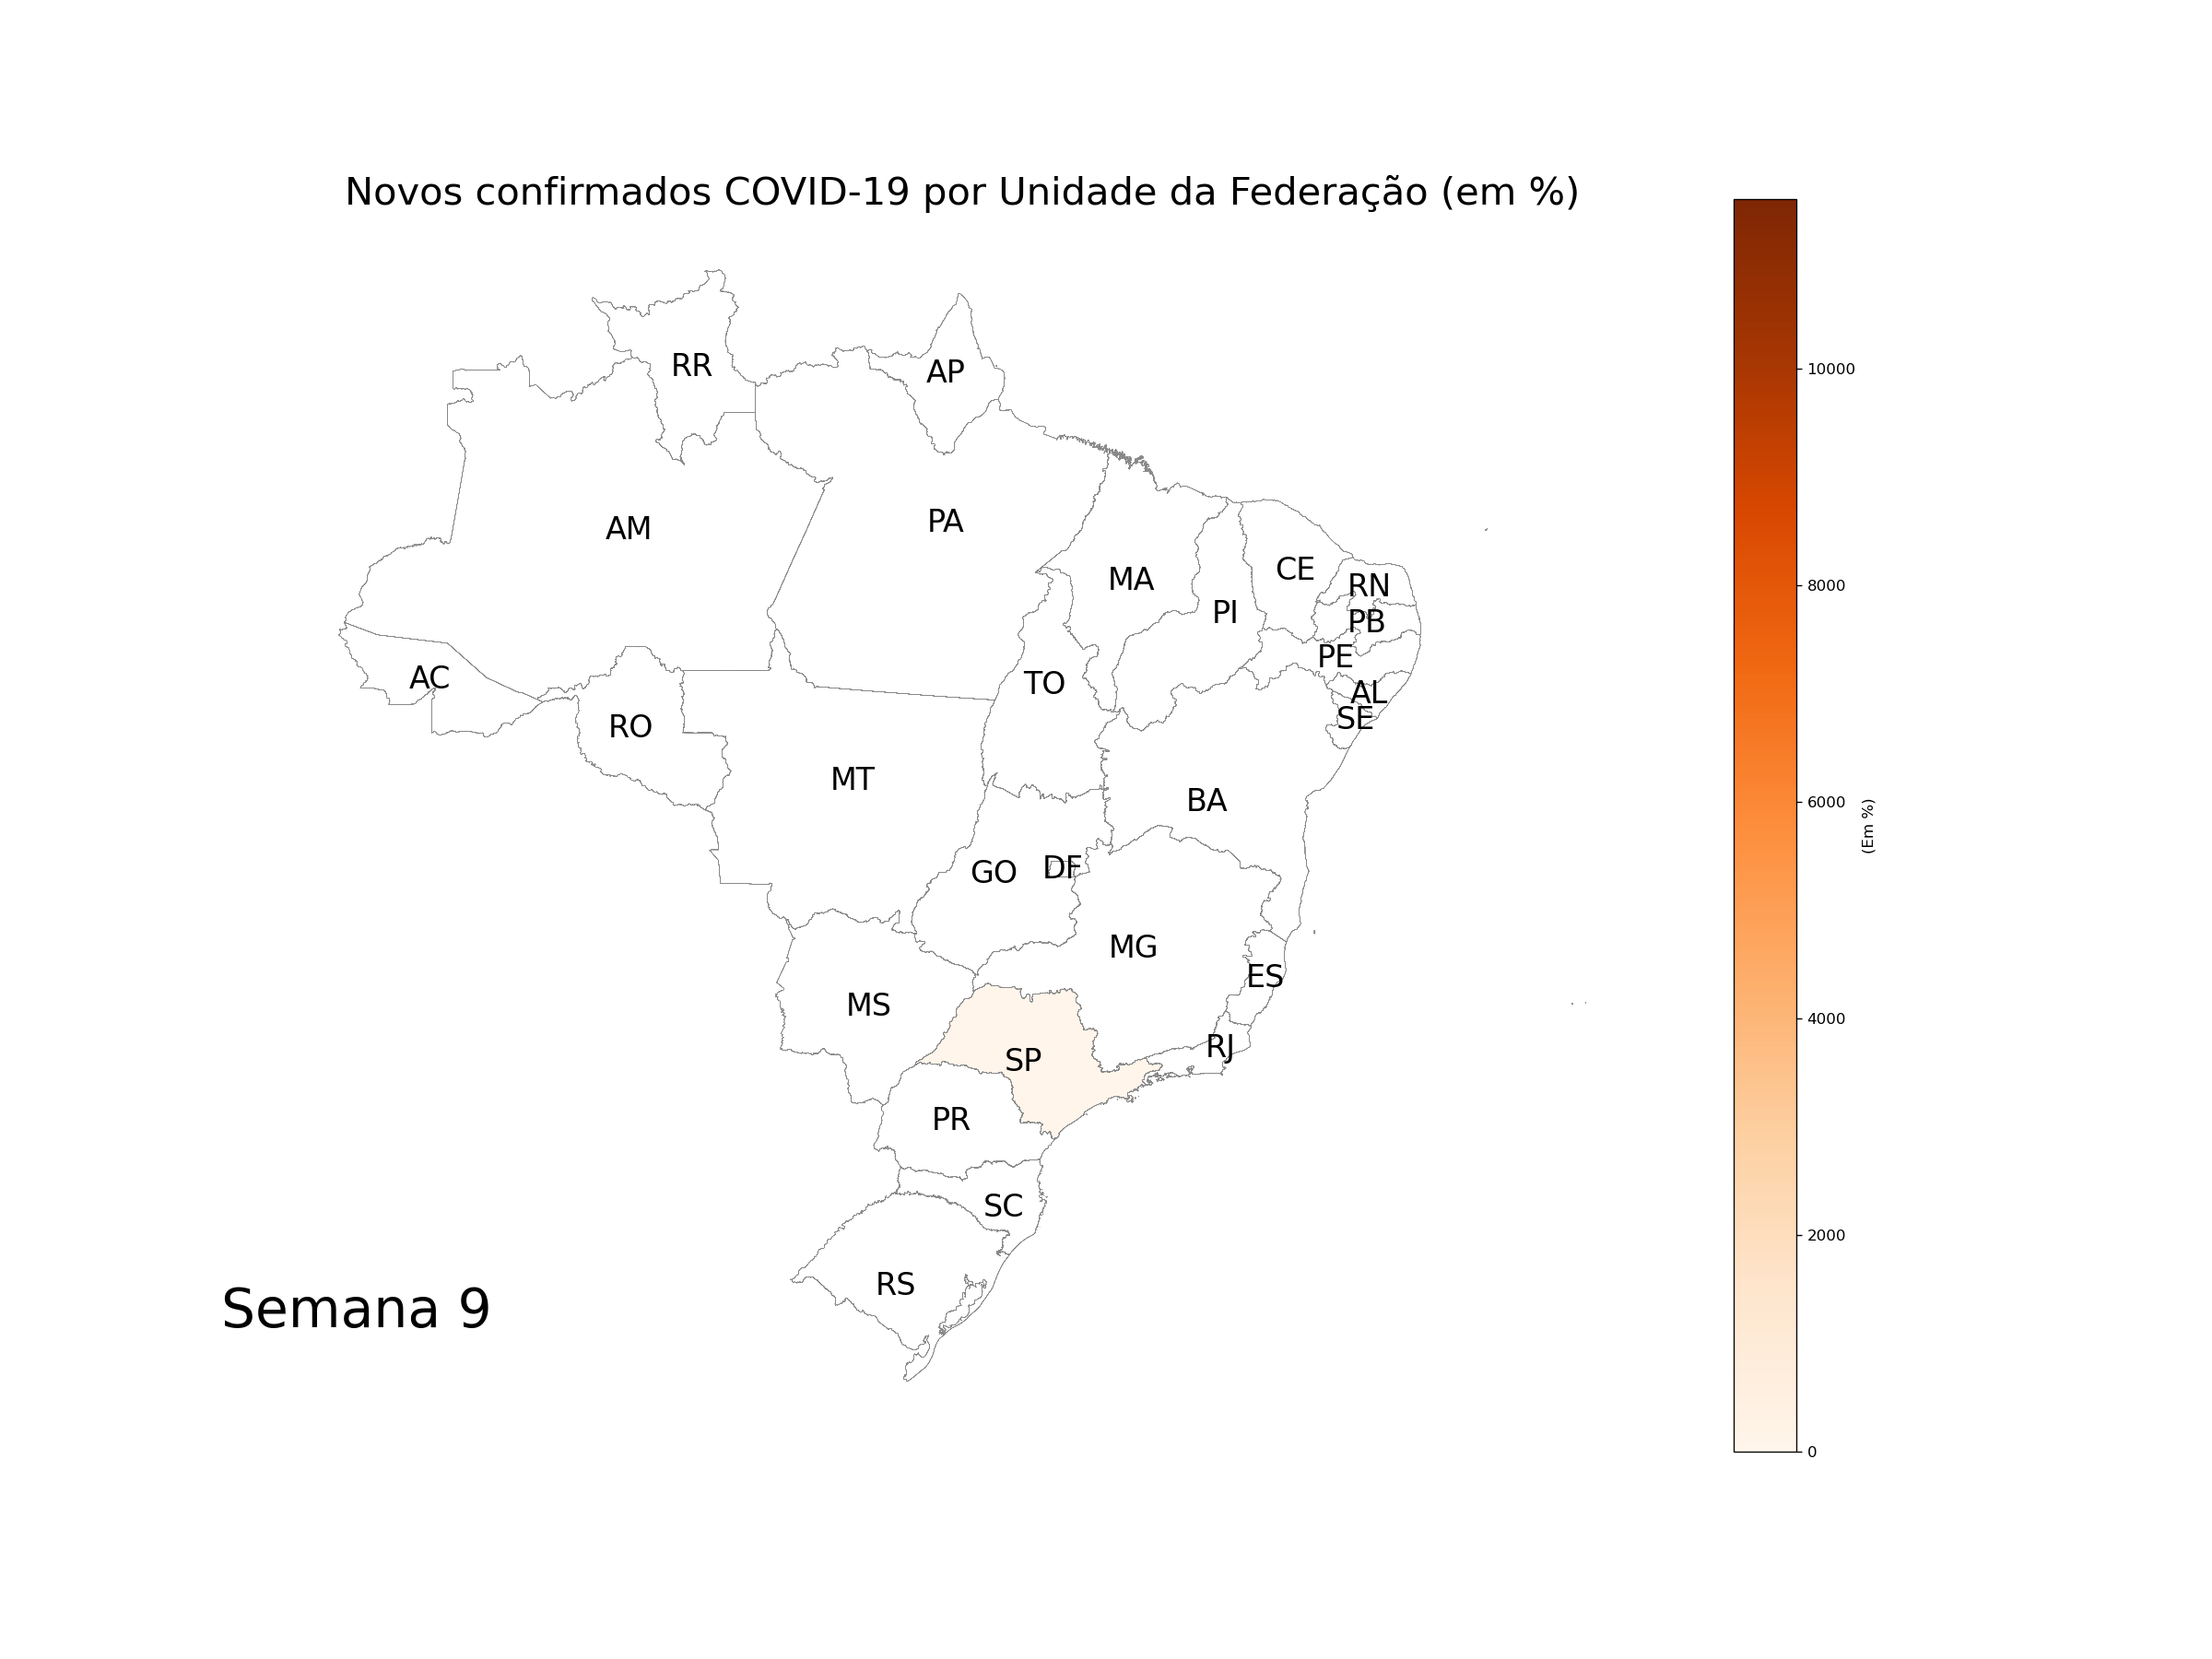 Novos confirmados COVID-19 por Unidade da Federação (em %)
RR
AP
AM
PA
MA
CE
RN
PI
PB
PE
AC
TO
AL
SE
RO
MT
BA
GO
DF
MG
ES
MS
RJ
SP
PR
SC
RS
Semana 9
10000
8000
6000
4000
2000
0
(Em %)